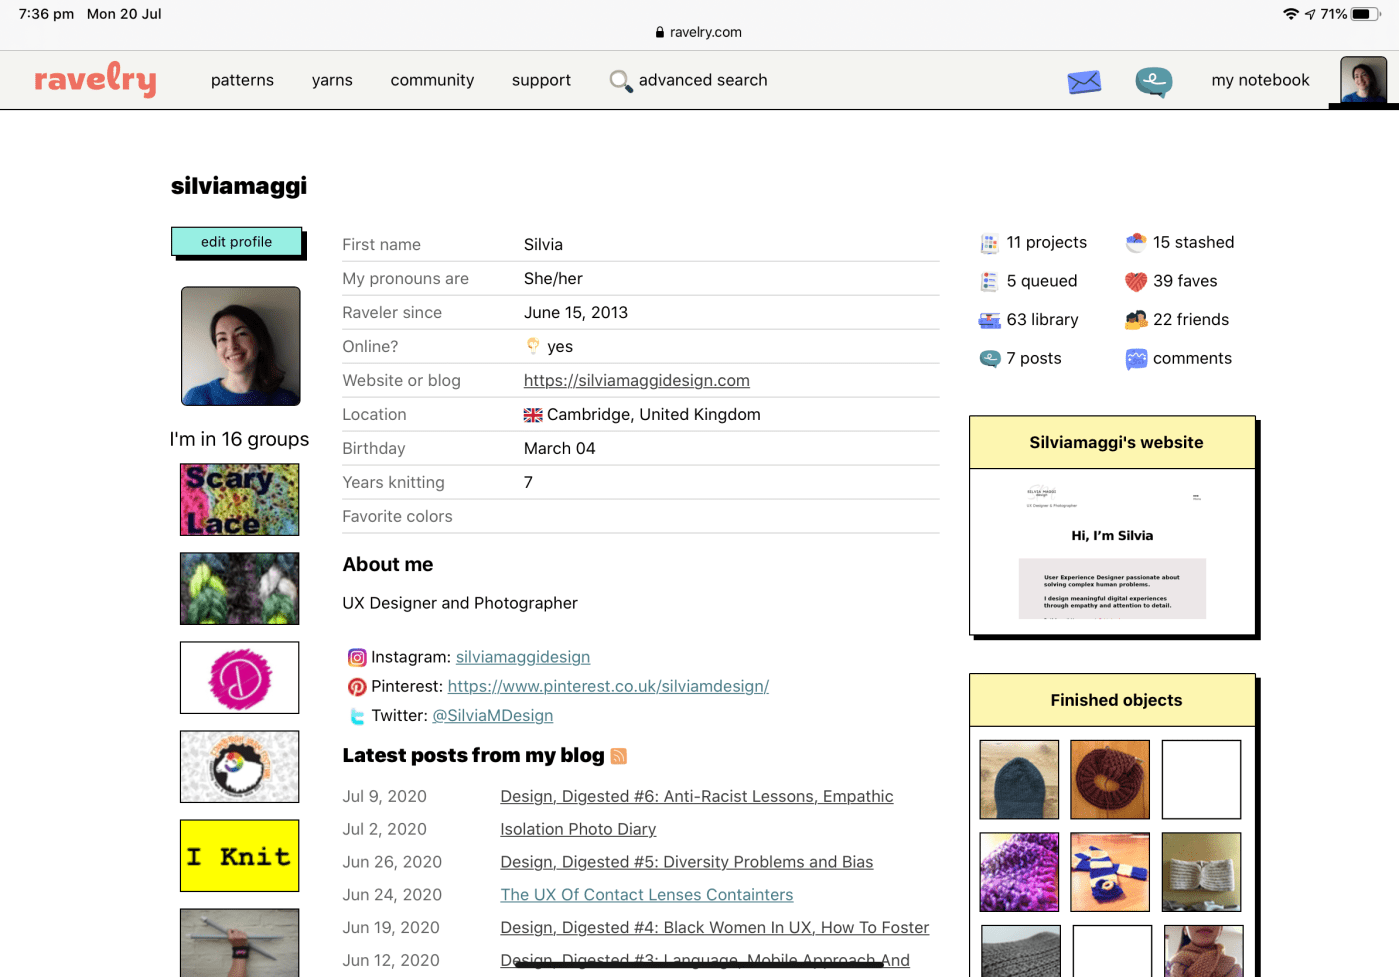 7:36 pm Mon 20 Jul
71%
ravelry.com
ravelry
patterns
yarns
community
support
advanced search
my notebook
silviamaggi
edit profile
I'm in 16 groups
Scary
Lace
I Knit
First name Silvia
My pronouns are She/her
Raveler since June 15, 2013
Online? yes
Website or blog https://silviamaggidesign.com
Location Cambridge, United Kingdom
Birthday March 04
Years knitting 7
Favorite colors
About me
UX Designer and Photographer
Instagram: silviamaggidesign
Pinterest: https://www.pinterest.co.uk/silviamdesign/
Twitter: @SilviaMDesign
Latest posts from my blog
Jul 9, 2020 Design, Digested #6: Anti-Racist Lessons, Empathic
Jul 2, 2020 Isolation Photo Diary
Jun 26, 2020 Design, Digested #5: Diversity Problems and Bias
Jun 24, 2020 The UX Of Contact Lenses Containters
Jun 19, 2020 Design, Digested #4: Black Women In UX, How To Foster
Jun 12, 2020 Design, Digested #3: Language, Mobile Approach And
11 projects 15 stashed
5 queued 39 faves
63 library 22 friends
7 posts comments
Silviamaggi's website
SILVIA MAGGI
design
UX Designer & Photographer
Hi, I'm Silvia
User Experience Designer passionate about
solving complex human problems.
I design meaningful digital experiences
through empathy and attention to detail.
Finished objects